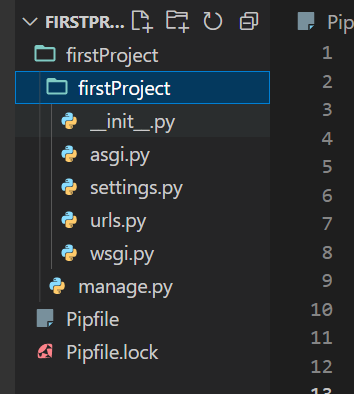 FIRSTPR...
Pip
firstProject
firstProject
__init__.py
asgi.py
settings.py
urls.py
wsgi.py
manage.py
Pipfile
Pipfile.lock
1
2
3
4
5
6
7
8
9
10
11
12
13